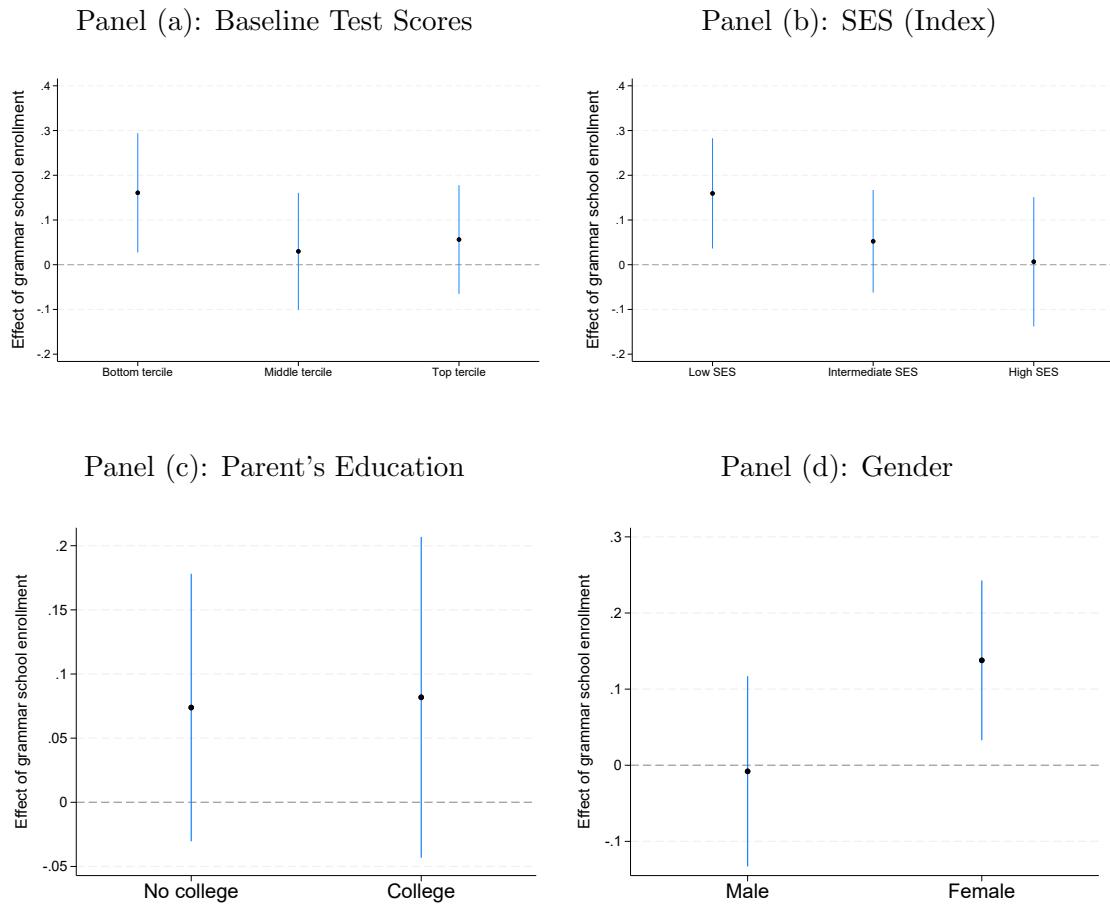 Panel (a): Baseline Test Scores
Effect of grammar school enrollment
.4
.3
.2
.1
0
-.1
-.2
Bottom tercile Middle tercile Top tercile
Panel (b): SES (Index)
Effect of grammar school enrollment
.4
.3
.2
.1
0
-.1
-.2
Low SES Intermediate SES High SES
Panel (c): Parent's Education
Effect of grammar school enrollment
.2
.15
.1
.05
0
-.05
No college College
Panel (d): Gender
Effect of grammar school enrollment
.3
.2
.1
0
-.1
Male Female